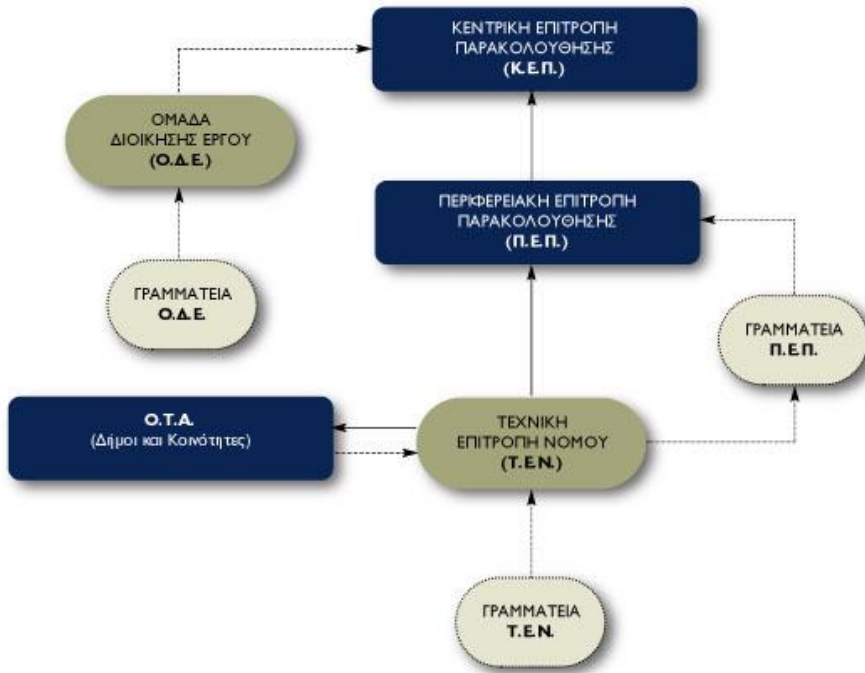 ΚΕΝΤΡΙΚΗ ΕΠΙΤΡΟΠΗ
ΠΑΡΑΚΟΛΟΥΘΗΣΗΣ
(Κ.Ε.Π.)
ΟΜΑΔΑ
ΔΙΟΙΚΗΣΗΣ ΕΡΓΟΥ
(Ο.Δ.Ε.)
ΠΕΡΙΦΕΡΕΙΑΚΗ ΕΠΙΤΡΟΠΗ
ΠΑΡΑΚΟΛΟΥΘΗΣΗΣ
(Π.Ε.Π.)
ΓΡΑΜΜΑΤΕΙΑ
Ο.Δ.Ε.
ΓΡΑΜΜΑΤΕΙΑ
Π.Ε.Π.
Ο.Τ.Α.
(Δήμοι και Κοινότητες)
ΤΕΧΝΙΚΗ
ΕΠΙΤΡΟΠΗ ΝΟΜΟΥ
(Τ.Ε.Ν.)
ΓΡΑΜΜΑΤΕΙΑ
Τ.Ε.Ν.